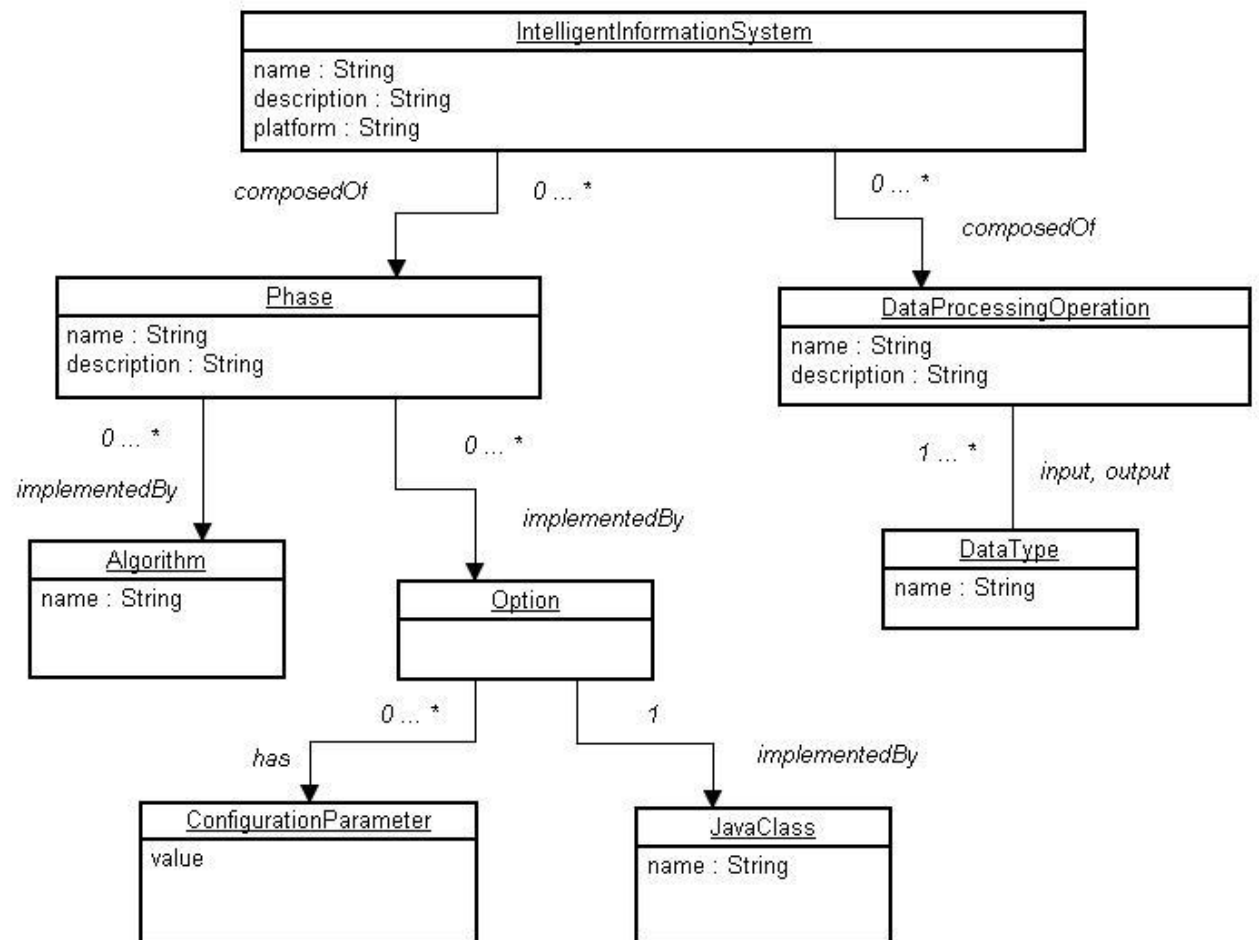 IntelligentInformationSystem
name : String
description : String
platform : String
composedOf
0 ... *
0 ... *
composedOf
Phase
name : String
description : String
DataProcessingOperation
name : String
description : String
0 ... *
implementedBy
0 ... *
implementedBy
1 ... *
input, output
Algorithm
name : String
Option
DataType
name : String
0 ... *
has
1
implementedBy
ConfigurationParameter
value
JavaClass
name : String